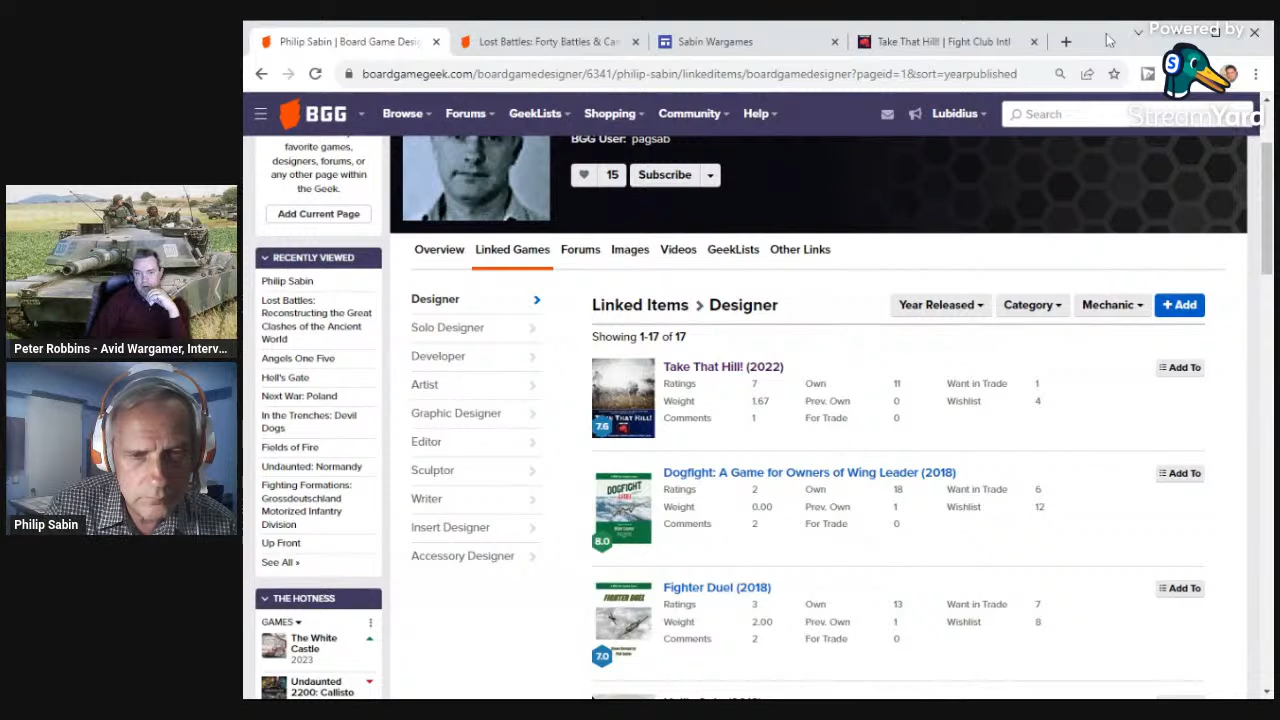 Philip Sabin | Board Game Desig
Lost Battles: Forty Battles & Can
Sabin Wargames
Take That Hill! | Fight Club Intl
Powered by
StreamYard
boardgamegeek.com/boardgamedesigner/6341/philip-sabin/linkeditems/boardgamedesigner?pageid=1&sort=yearpublished
BGG
Browse
Forums
GeekLists
Shopping
Community
Help
Lubidius
Search
favorite games,
designers, forums, or
any other page within
the Geek.
Add Current Page
BGG User: pagsab
15
Subscribe
RECENTLY VIEWED
Philip Sabin
Lost Battles:
Reconstructing the Great
Clashes of the Ancient
World
Angels One Five
Hell's Gate
Next War: Poland
In the Trenches: Devil
Dogs
Fields of Fire
Undaunted: Normandy
Fighting Formations:
Grossdeutschland
Motorized Infantry
Division
Up Front
See All »
THE HOTNESS
GAMES
The White
Castle
2023
Undaunted
2200: Callisto
Overview
Linked Games
Forums
Images
Videos
GeekLists
Other Links
Designer
Solo Designer
Developer
Artist
Graphic Designer
Editor
Sculptor
Writer
Insert Designer
Accessory Designer
Linked Items > Designer
Year Released
Category
Mechanic
+ Add
Showing 1-17 of 17
Take That Hill! (2022)
Add To
Ratings 7 Own 11 Want in Trade 1
Weight 1.67 Prev. Own 0 Wishlist 4
Comments 1 For Trade 0
7.6
Dogfight: A Game for Owners of Wing Leader (2018)
Add To
Ratings 2 Own 18 Want in Trade 6
Weight 0.00 Prev. Own 1 Wishlist 12
Comments 2 For Trade 0
DOGFIGHT
8.0
Fighter Duel (2018)
Add To
Ratings 3 Own 13 Want in Trade 7
Weight 2.00 Prev. Own 1 Wishlist 8
Comments 2 For Trade 0
FIGHTER DUEL
7.0
Peter Robbins - Avid Wargamer, Interv...
Philip Sabin